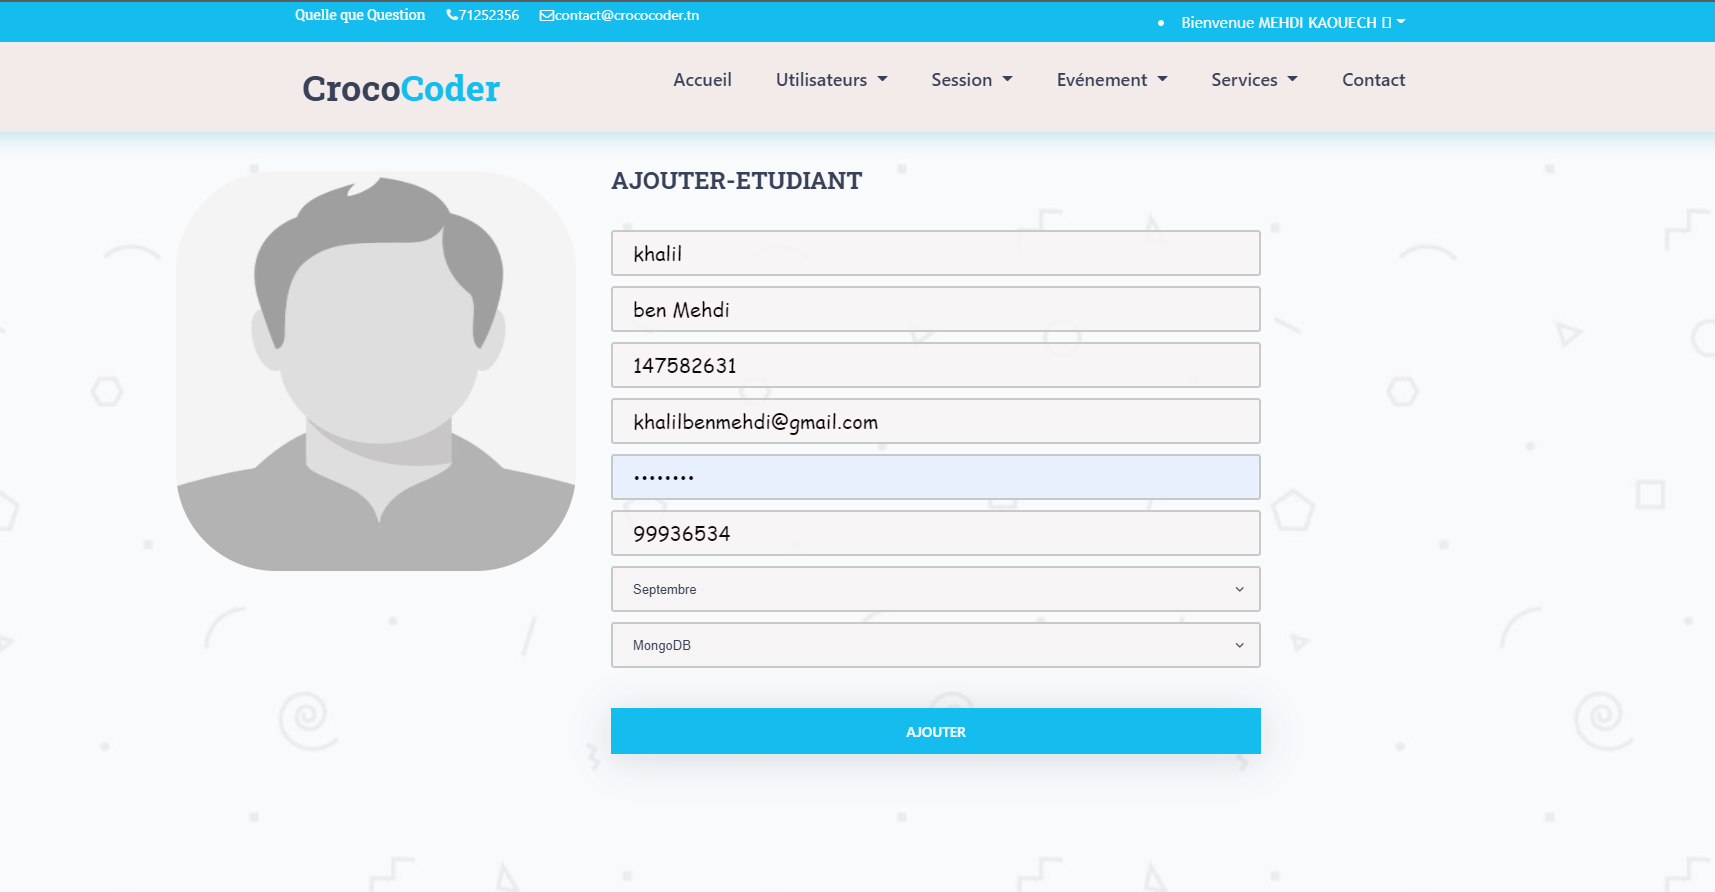 Quelle que Question 71252356 contact@crococoder.tn
Bienvenue MEHDI KAOUECH
CrocoCoder
Accueil Utilisateurs Session Evénement Services Contact
AJOUTER-ETUDIANT
khalil
ben Mehdi
147582631
khalilbenmehdi@gmail.com
••••••••
99936534
Septembre
MongoDB
AJOUTER